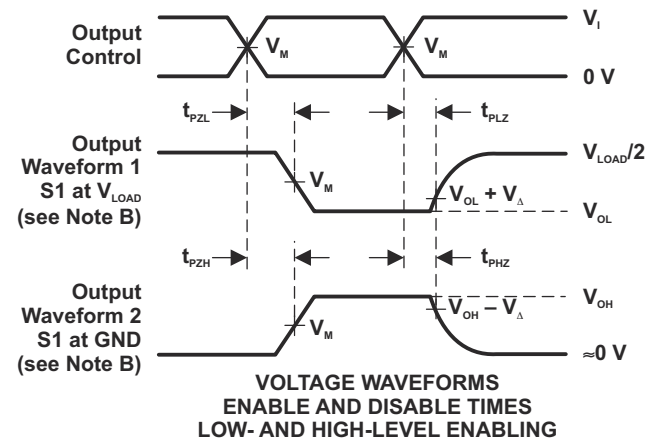 Output
Control
V_M
V_M
V_I
0 V
t_PZL
t_PLZ
Output
Waveform 1
S1 at V_LOAD
(see Note B)
V_M
V_OL + V_Δ
V_LOAD/2
V_OL
t_PZH
t_PHZ
Output
Waveform 2
S1 at GND
(see Note B)
V_M
V_OH − V_Δ
V_OH
≈0 V
VOLTAGE WAVEFORMS
ENABLE AND DISABLE TIMES
LOW- AND HIGH-LEVEL ENABLING